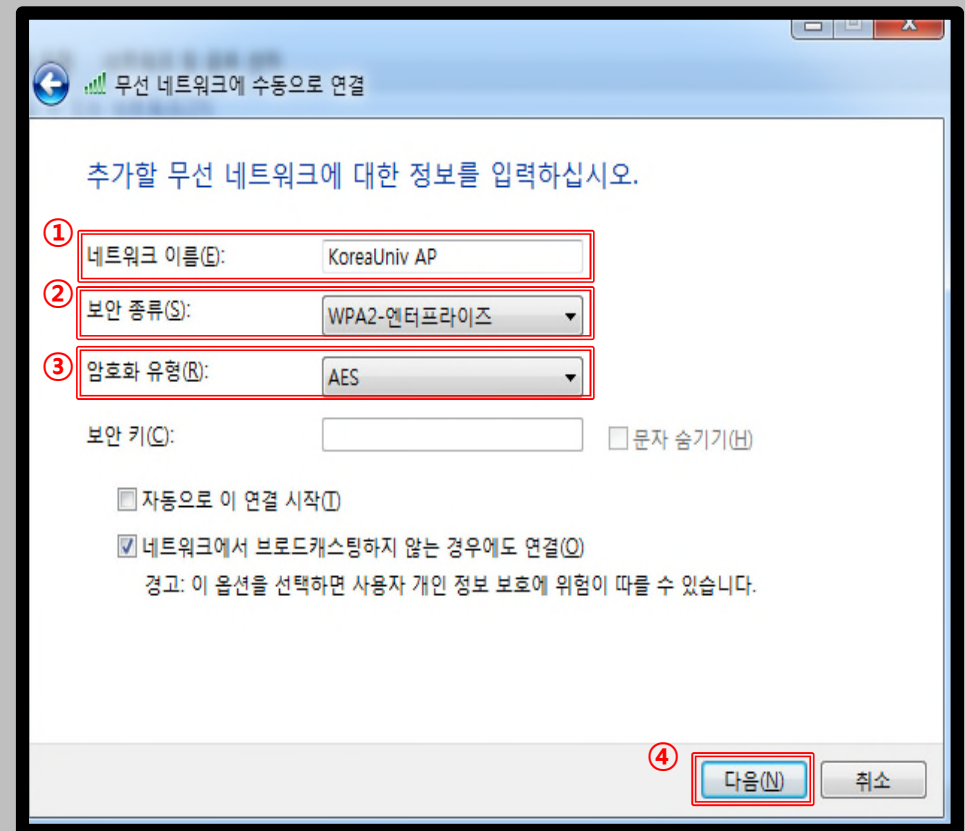 무선 네트워크에 수동으로 연결
추가할 무선 네트워크에 대한 정보를 입력하십시오.
①
네트워크 이름(E): KoreaUniv AP
②
보안 종류(S): WPA2-엔터프라이즈
③
암호화 유형(R): AES
보안 키(C): 문자 숨기기(H)
자동으로 이 연결 시작(T)
네트워크에서 브로드캐스팅하지 않는 경우에도 연결(O)
경고: 이 옵션을 선택하면 사용자 개인 정보 보호에 위험이 따를 수 있습니다.
④
다음(N) 취소